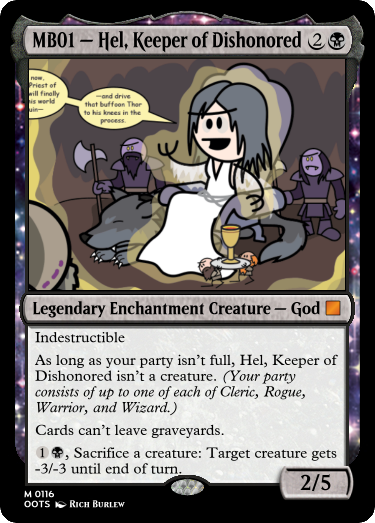 MB01 – Hel, Keeper of Dishonored 2
now,
Priest of
will finally
is world
uin—
—and drive
that buffoon Thor
to his knees in the
process.
Legendary Enchantment Creature — God
Indestructible
As long as your party isn't full, Hel, Keeper of
Dishonored isn't a creature. (Your party
consists of up to one of each of Cleric, Rogue,
Warrior, and Wizard.)
Cards can't leave graveyards.
1, Sacrifice a creature: Target creature gets
-3/-3 until end of turn.
2/5
M 0116
OOTS Rich Burlew